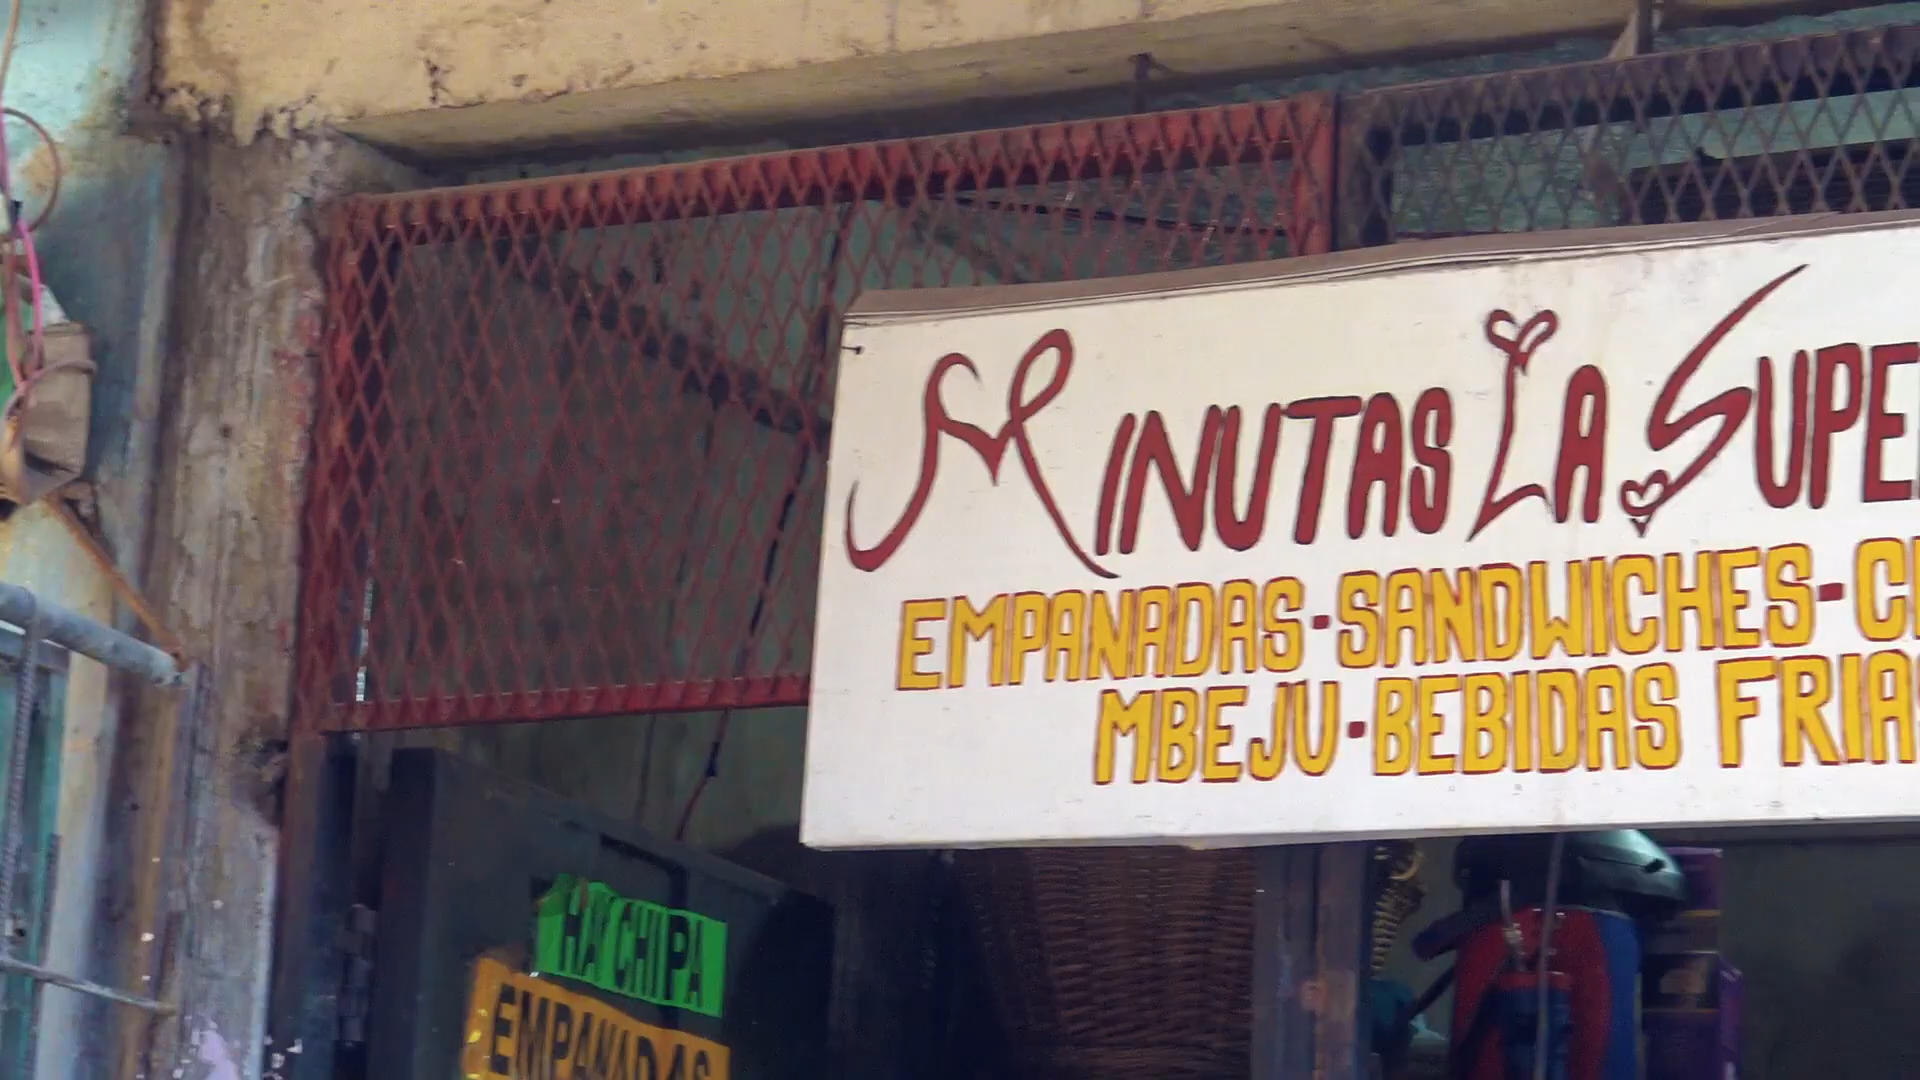 MINUTAS LA SUPE
EMPANADAS·SANDWICHES-C
MBEJU·BEBIDAS FRIA
HAY CHIPA
EMPANADAS